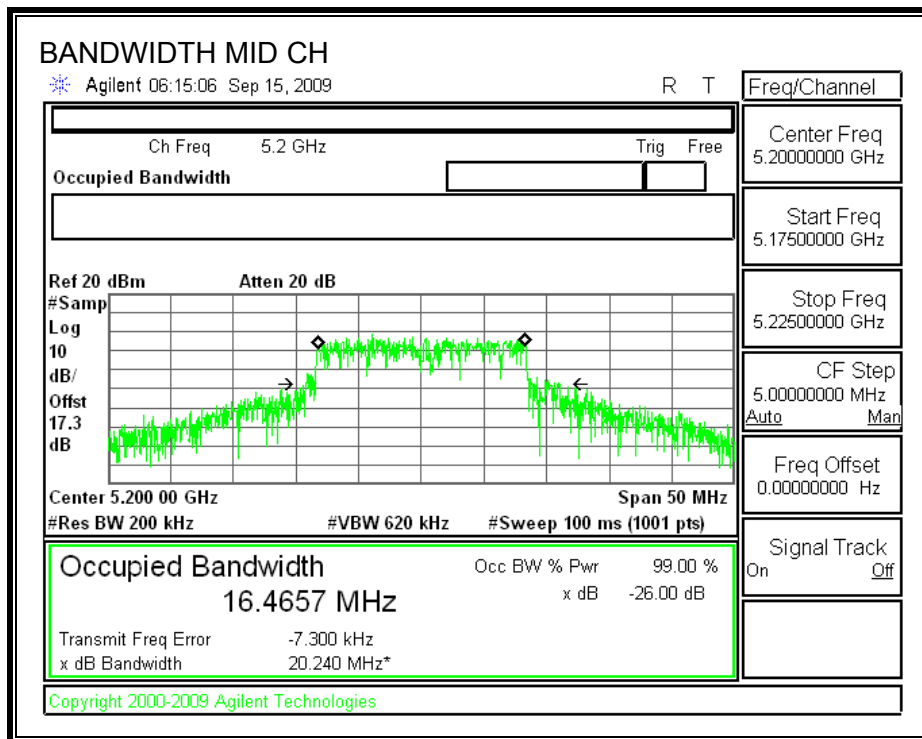 BANDWIDTH MID CH
Agilent 06:15:06 Sep 15, 2009
R T
Ch Freq 5.2 GHz
Trig Free
Occupied Bandwidth
Ref 20 dBm
Atten 20 dB
#Samp
Log
10
dB/
Offst
17.3
dB
Center 5.200 00 GHz
Span 50 MHz
#Res BW 200 kHz
#VBW 620 kHz
#Sweep 100 ms (1001 pts)
Occupied Bandwidth
16.4657 MHz
Occ BW % Pwr 99.00 %
x dB -26.00 dB
Transmit Freq Error -7.300 kHz
x dB Bandwidth 20.240 MHz*
Copyright 2000-2009 Agilent Technologies
Freq/Channel
Center Freq
5.20000000 GHz
Start Freq
5.17500000 GHz
Stop Freq
5.22500000 GHz
CF Step
5.00000000 MHz
Auto Man
Freq Offset
0.00000000 Hz
Signal Track
On Off